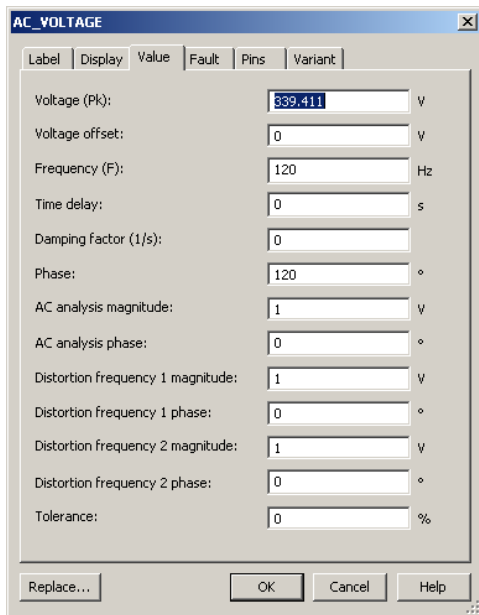 AC_VOLTAGE
Label Display Value Fault Pins Variant
Voltage (Pk): 339.411 V
Voltage offset: 0 V
Frequency (F): 120 Hz
Time delay: 0 s
Damping factor (1/s): 0
Phase: 120 °
AC analysis magnitude: 1 V
AC analysis phase: 0 °
Distortion frequency 1 magnitude: 1 V
Distortion frequency 1 phase: 0 °
Distortion frequency 2 magnitude: 1 V
Distortion frequency 2 phase: 0 °
Tolerance: 0 %
Replace... OK Cancel Help